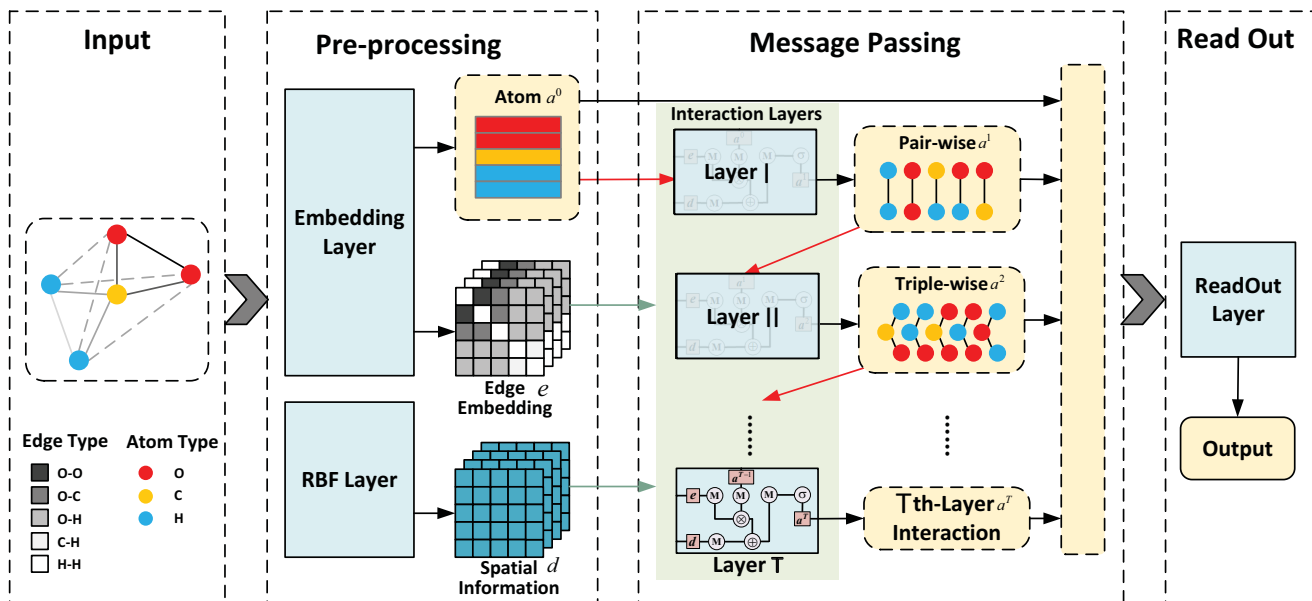 Input
Edge Type
O-O
O-C
O-H
C-H
H-H
Atom Type
O
C
H
Pre-processing
Embedding
Layer
RBF Layer
Atom a⁰
Edge e
Embedding
Spatial d
Information
Message Passing
Interaction Layers
e
M
M
M
σ
d
M
⊕
Layer |
Pair-wise a¹
e
M
M
M
σ
d
M
⊕
Layer ||
Triple-wise a²
aᵀ⁻¹
e
M
M
M
σ
⊗
aᵀ
d
M
⊕
Layer T
Tth-Layer aᵀ
Interaction
Read Out
ReadOut
Layer
Output